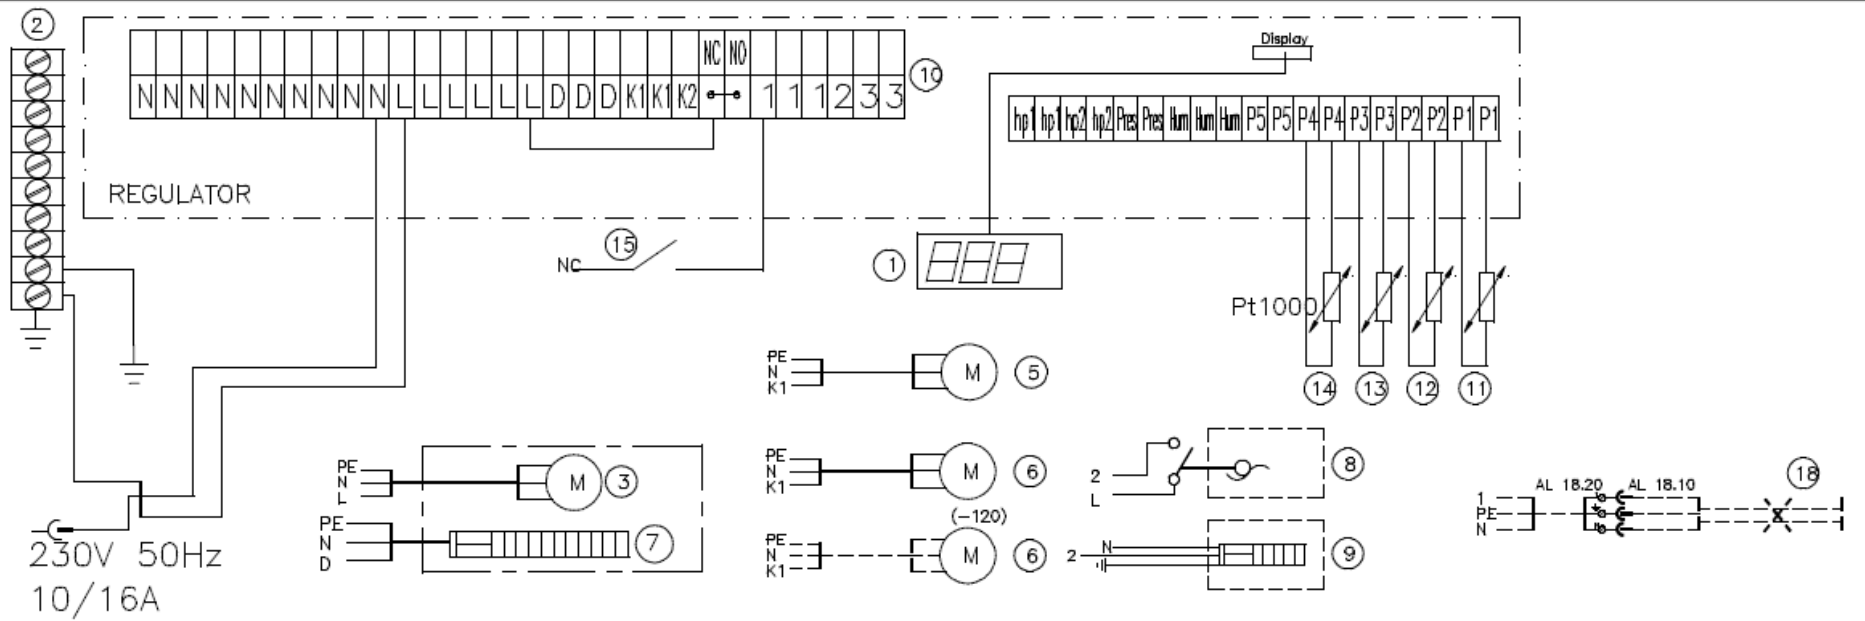 2
NC NO
N N N N N N N N N N L L L L L L D D D K1 K1 K2 1 1 1 2 3 3
10
Display
hp1 hp1 hp2 hp2 Pres Pres Hum Hum Hum P5 P5 P4 P4 P3 P3 P2 P2 P1 P1
REGULATOR
15
NC
1
Pt1000
14 13 12 11
PE
N
K1
M
5
PE
N
L
M
3
PE
N
K1
M
6
2
L
8
(-120)
PE
N
D
7
PE
N
K1
M
6
N
2
9
18
AL 18.20 AL 18.10
1
PE
N
230V 50Hz
10/16A